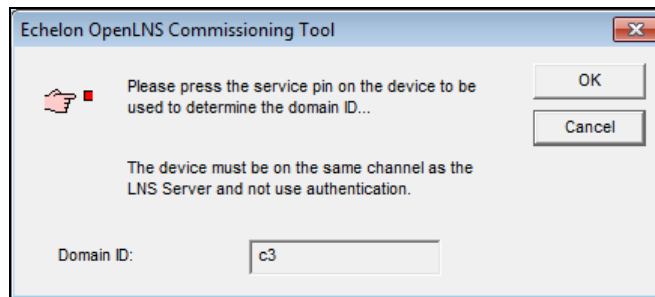 Echelon OpenLNS Commissioning Tool
Please press the service pin on the device to be
used to determine the domain ID...
OK
Cancel
The device must be on the same channel as the
LNS Server and not use authentication.
Domain ID:
c3